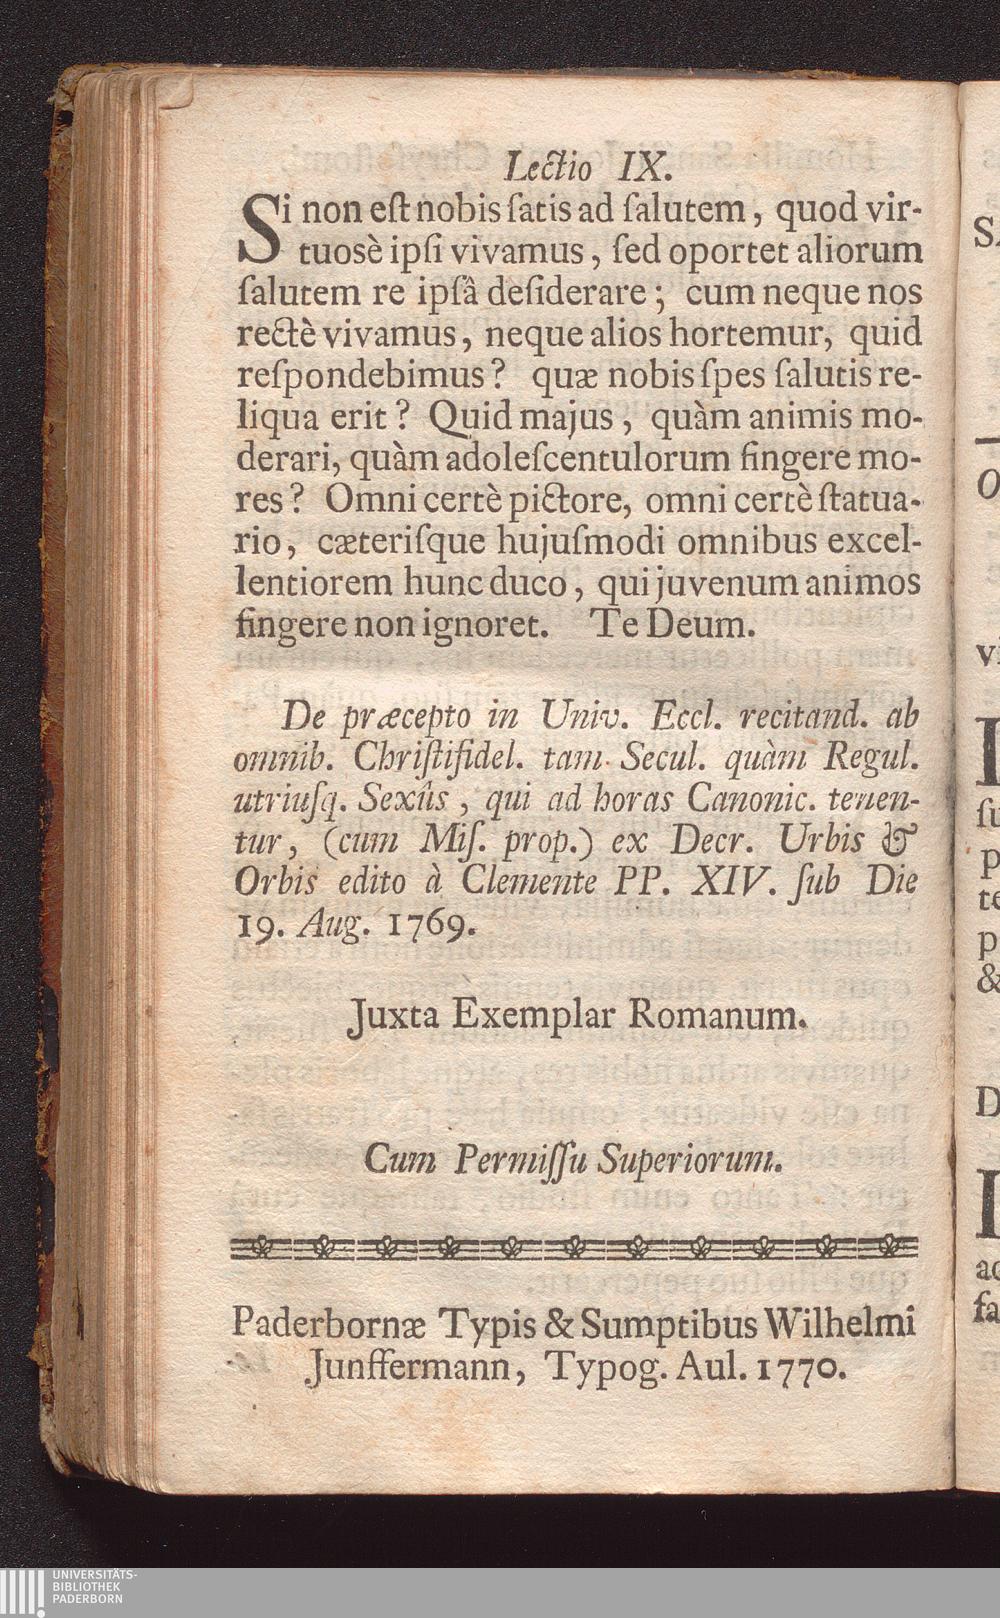 Lectio IX.
Si non eſt nobis ſatis ad ſalutem, quod vir-
tuosè ipſi vivamus, ſed oportet aliorum
ſalutem re ipſâ deſiderare; cum neque nos
rectè vivamus, neque alios hortemur, quid
reſpondebimus? quæ nobis ſpes ſalutis re-
liqua erit? Quid majus, quàm animis mo-
derari, quàm adoleſcentulorum fingere mo-
res? Omni certè pictore, omni certè ſtatua-
rio, cæteriſque hujuſmodi omnibus excel-
lentiorem hunc duco, qui juvenum animos
fingere non ignoret. Te Deum.
De præcepto in Univ. Eccl. recitand. ab
omnib. Chriſtifidel. tam Secul. quàm Regul.
utriuſq. Sexûs, qui ad horas Canonic. tenen-
tur, (cum Miſ. prop.) ex Decr. Urbis &
Orbis edito à Clemente PP. XIV. ſub Die
19. Aug. 1769.
Juxta Exemplar Romanum.
Cum Permiſſu Superiorum.
Paderbornæ Typis & Sumptibus Wilhelmi
Junffermann, Typog. Aul. 1770.
UNIVERSITÄTS-
BIBLIOTHEK
PADERBORN